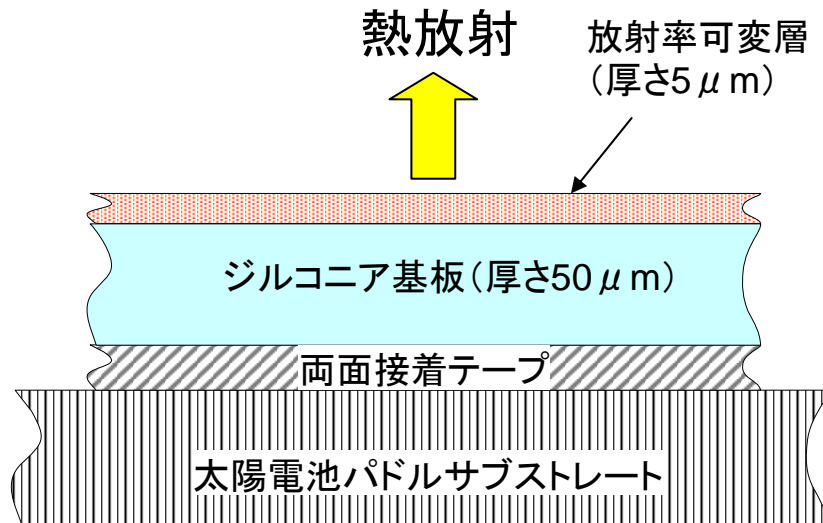 熱放射
放射率可変層
（厚さ5μm）
ジルコニア基板（厚さ50μm）
両面接着テープ
太陽電池パドルサブストレート